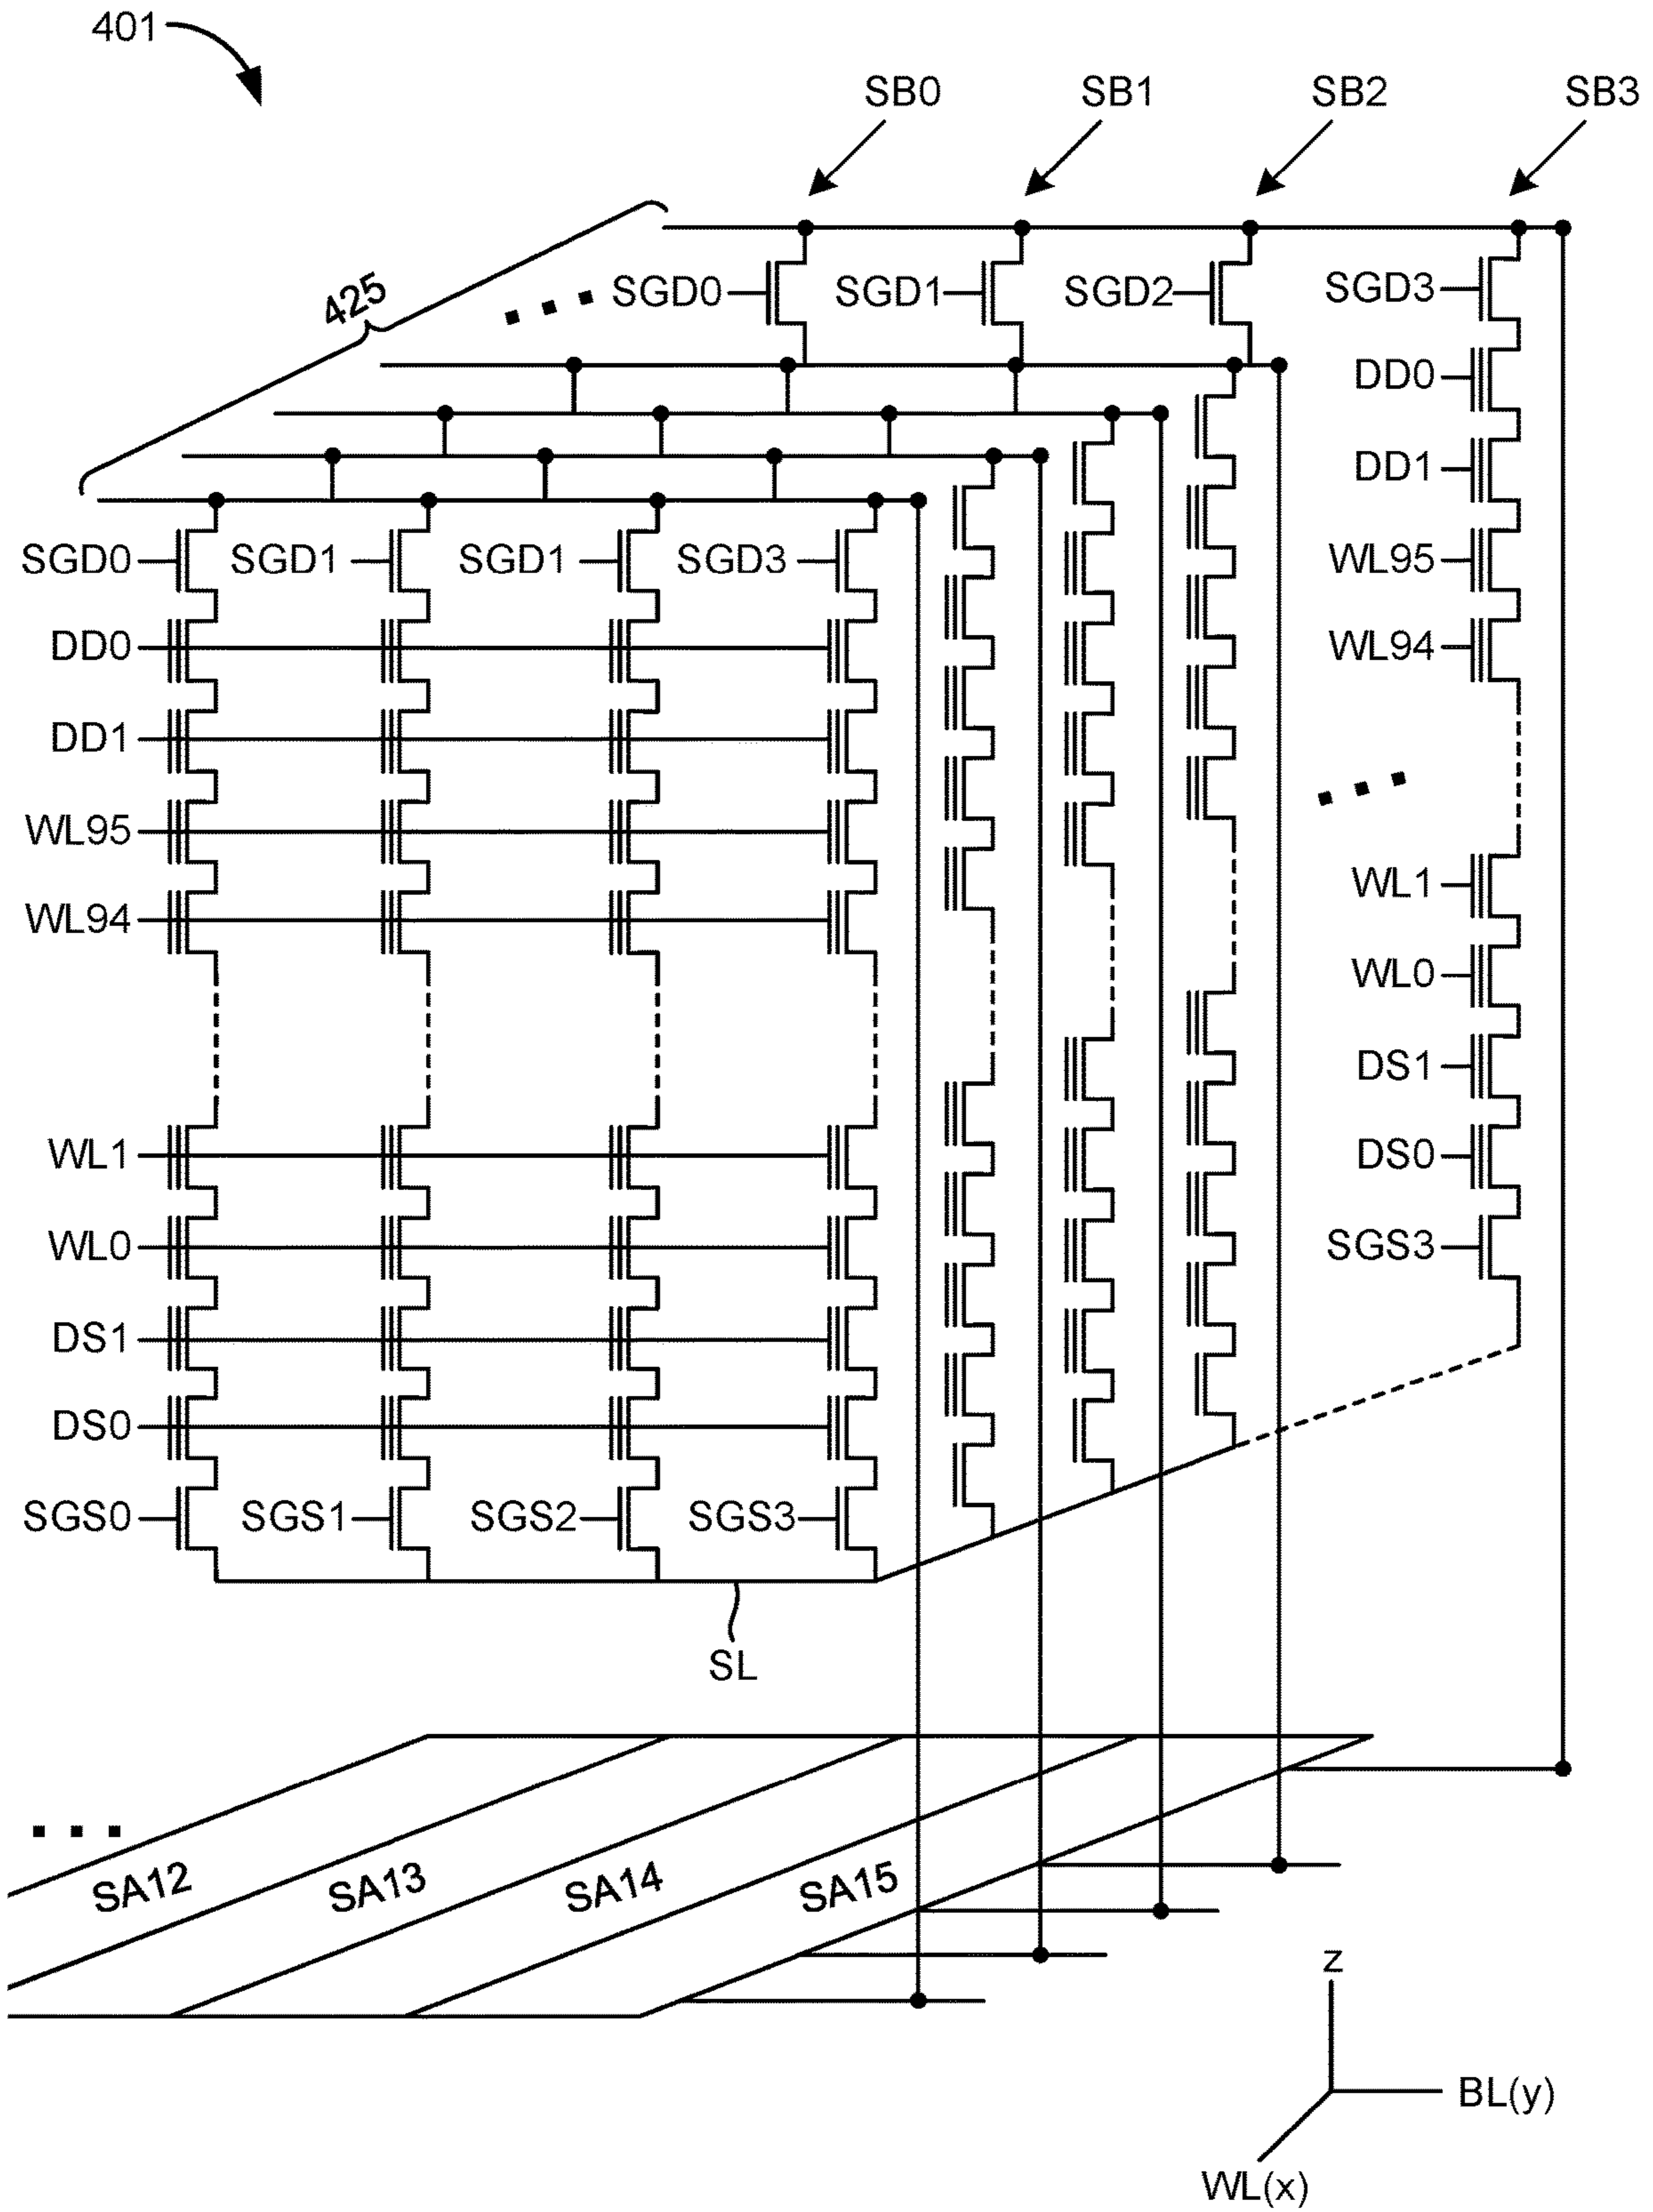 401
SB0 SB1 SB2 SB3
425
SGD0 SGD1 SGD2 SGD3
DD0
DD1
WL95
WL94
WL1
WL0
DS1
DS0
SGS3
SGD0 SGD1 SGD1 SGD3
DD0
DD1
WL95
WL94
WL1
WL0
DS1
DS0
SGS0 SGS1 SGS2 SGS3
SL
SA12 SA13 SA14 SA15
z
BL(y)
WL(x)